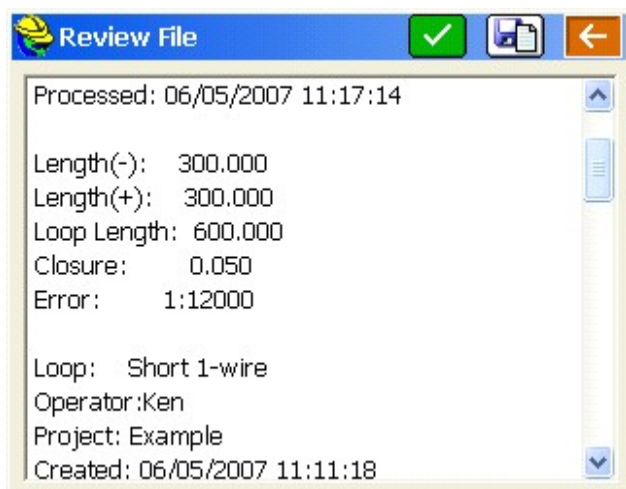 Review File
Processed: 06/05/2007 11:17:14
Length(-): 300.000
Length(+): 300.000
Loop Length: 600.000
Closure: 0.050
Error: 1:12000
Loop: Short 1-wire
Operator:Ken
Project: Example
Created: 06/05/2007 11:11:18